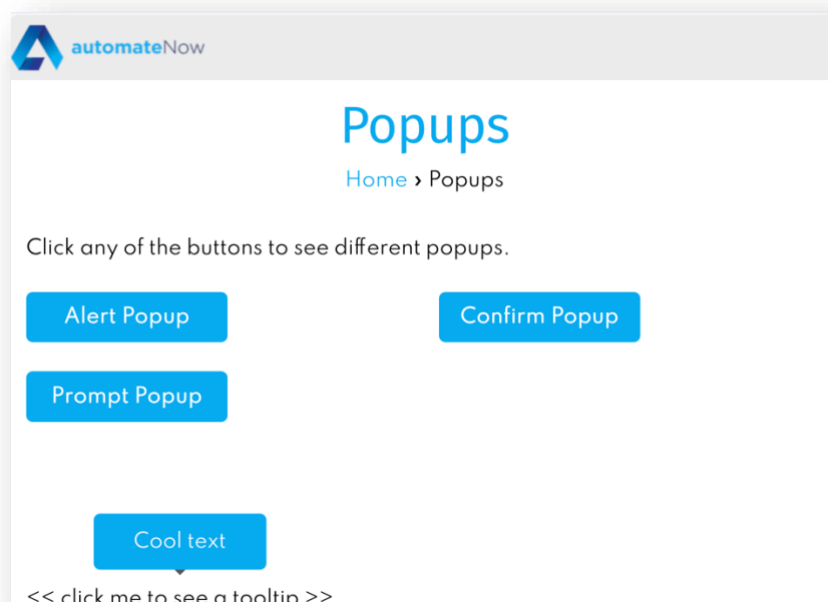 automateNow
Popups
Home › Popups
Click any of the buttons to see different popups.
Alert Popup
Confirm Popup
Prompt Popup
Cool text
<< click me to see a tooltip >>